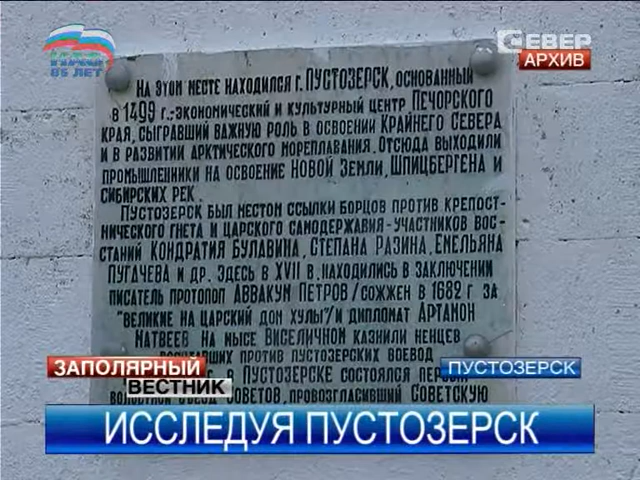 НАО
85 ЛЕТ
СЕВЕР
АРХИВ
НА ЭТОМ МЕСТЕ НАХОДИЛСЯ Г. ПУСТОЗЕРСК, ОСНОВАННЫЙ
В 1499 Г.-ЭКОНОМИЧЕСКИЙ И КУЛЬТУРНЫЙ ЦЕНТР ПЕЧОРСКОГО
КРАЯ, СЫГРАВШИЙ ВАЖНУЮ РОЛЬ В ОСВОЕНИИ КРАЙНЕГО СЕВЕРА
И В РАЗВИТИИ АРКТИЧЕСКОГО МОРЕПЛАВАНИЯ. ОТСЮДА ВЫХОДИЛИ
ПРОМЫШЛЕННИКИ НА ОСВОЕНИЕ НОВОЙ ЗЕМЛИ, ШПИЦБЕРГЕНА И
СИБИРСКИХ РЕК.
ПУСТОЗЕРСК БЫЛ МЕСТОМ ССЫЛКИ БОРЦОВ ПРОТИВ КРЕПОСТ-
НИЧЕСКОГО ГНЕТА И ЦАРСКОГО САМОДЕРЖАВИЯ-УЧАСТНИКОВ ВОС-
СТАНИЙ КОНДРАТИЯ БУЛАВИНА, СТЕПАНА РАЗИНА, ЕМЕЛЬЯНА
ПУГАЧЕВА И ДР. ЗДЕСЬ В XVII В. НАХОДИЛИСЬ В ЗАКЛЮЧЕНИИ
ПИСАТЕЛЬ ПРОТОПОП АВВАКУМ ПЕТРОВ/СОЖЖЕН В 1682 Г ЗА
"ВЕЛИКИЕ НА ЦАРСКИЙ ДОМ ХУЛЫ"/И ДИПЛОМАТ АРТАМОН
МАТВЕЕВ НА МЫСЕ ВИСЕЛИЧНОМ КАЗНИЛИ НЕНЦЕВ
ПРОТИВ ПУСТОЗЕРСКИХ ВОЕВОД
В ПУСТОЗЕРСКЕ СОСТОЯЛСЯ
СОВЕТОВ, ПРОВОЗГЛАСИВШИЙ СОВЕТСКУЮ
ЗАПОЛЯРНЫЙ
ВЕСТНИК
ПУСТОЗЕРСК
ИССЛЕДУЯ ПУСТОЗЕРСК